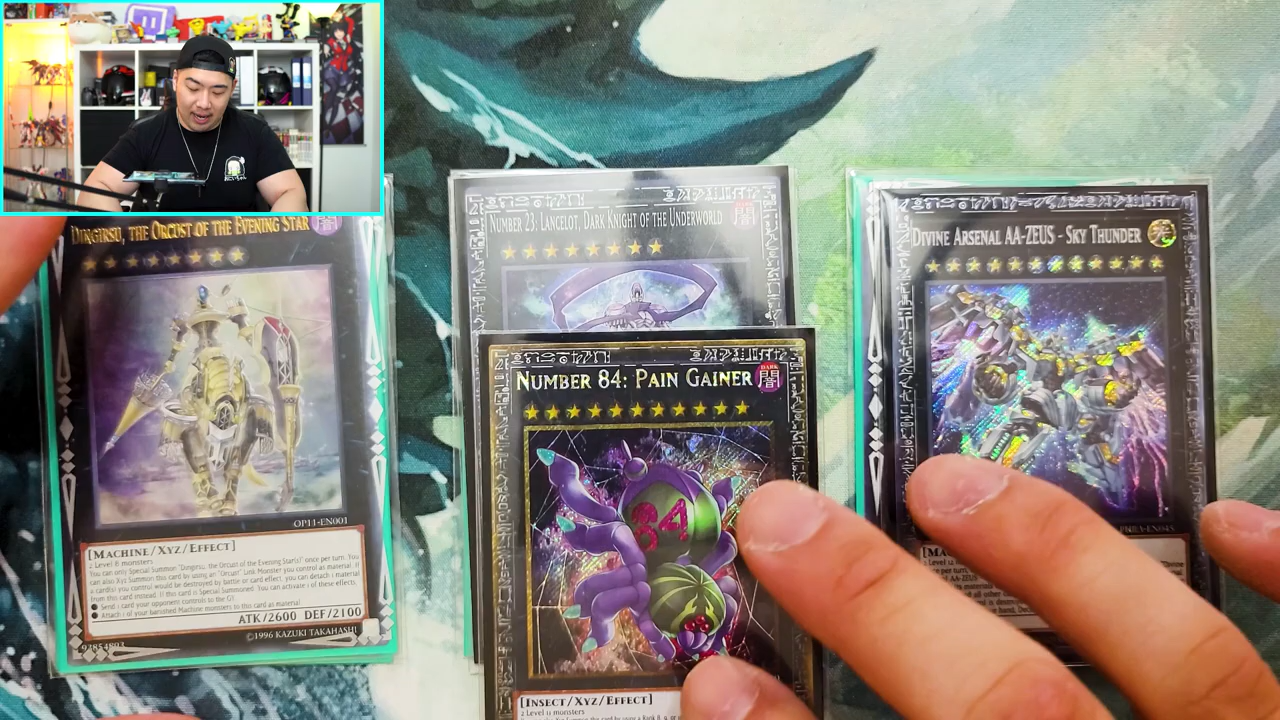 Dingirsu, the Orcust of the Evening Star
OP11-EN001
[Machine/Xyz/Effect]
2 Level 8 monsters
You can only Special Summon "Dingirsu, the Orcust of the Evening Star(s)" once per turn. You
can also Xyz Summon this card by using an "Orcust" Link Monster you control as material. If
a card(s) you control would be destroyed by battle or card effect, you can detach 1 material
from this card instead. If this card is Special Summoned: You can activate 1 of these effects.
● Send 1 card your opponent controls to the GY.
● Attach 1 of your banished Machine monsters to this card as material.
ATK/2600 DEF/2100
©1996 KAZUKI TAKAHASHI
Number 23: Lancelot, Dark Knight of the Underworld
闇
Number 84: Pain Gainer
DARK
闇
84
[Insect/Xyz/Effect]
2 Level 11 monsters
Divine Arsenal AA-ZEUS - Sky Thunder